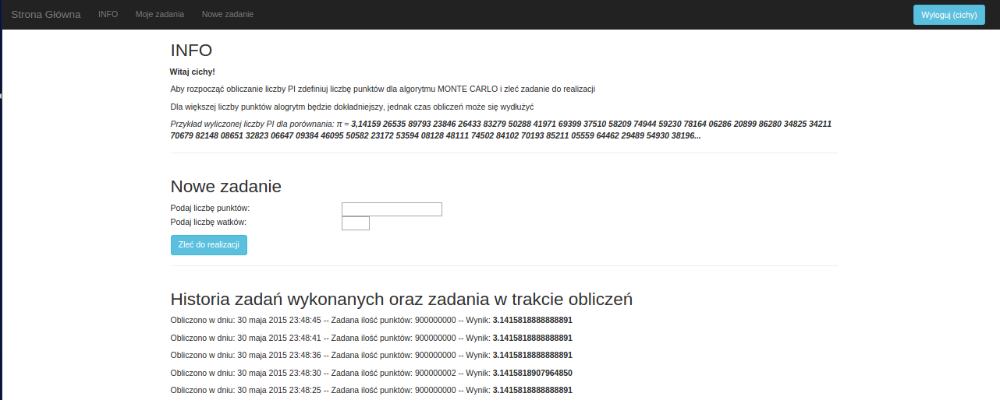 Strona Główna INFO Moje zadania Nowe zadanie Wyloguj (cichy)
INFO
Witaj cichy!
Aby rozpocząć obliczanie liczby PI zdefiniuj liczbę punktów dla algorytmu MONTE CARLO i zleć zadanie do realizacji
Dla większej liczby punktów alogrytm będzie dokładniejszy, jednak czas obliczeń może się wydłużyć
Przykład wyliczonej liczby PI dla porównania: π ≈ 3,14159 26535 89793 23846 26433 83279 50288 41971 69399 37510 58209 74944 59230 78164 06286 20899 86280 34825 34211
70679 82148 08651 32823 06647 09384 46095 50582 23172 53594 08128 48111 74502 84102 70193 85211 05559 64462 29489 54930 38196...
Nowe zadanie
Podaj liczbę punktów:
Podaj liczbę watków:
Zleć do realizacji
Historia zadań wykonanych oraz zadania w trakcie obliczeń
Obliczono w dniu: 30 maja 2015 23:48:45 -- Zadana ilość punktów: 900000000 -- Wynik: 3.1415818888888891
Obliczono w dniu: 30 maja 2015 23:48:41 -- Zadana ilość punktów: 900000000 -- Wynik: 3.1415818888888891
Obliczono w dniu: 30 maja 2015 23:48:36 -- Zadana ilość punktów: 900000000 -- Wynik: 3.1415818888888891
Obliczono w dniu: 30 maja 2015 23:48:30 -- Zadana ilość punktów: 900000002 -- Wynik: 3.1415818907964850
Obliczono w dniu: 30 maja 2015 23:48:25 -- Zadana ilość punktów: 900000000 -- Wynik: 3.1415818888888891